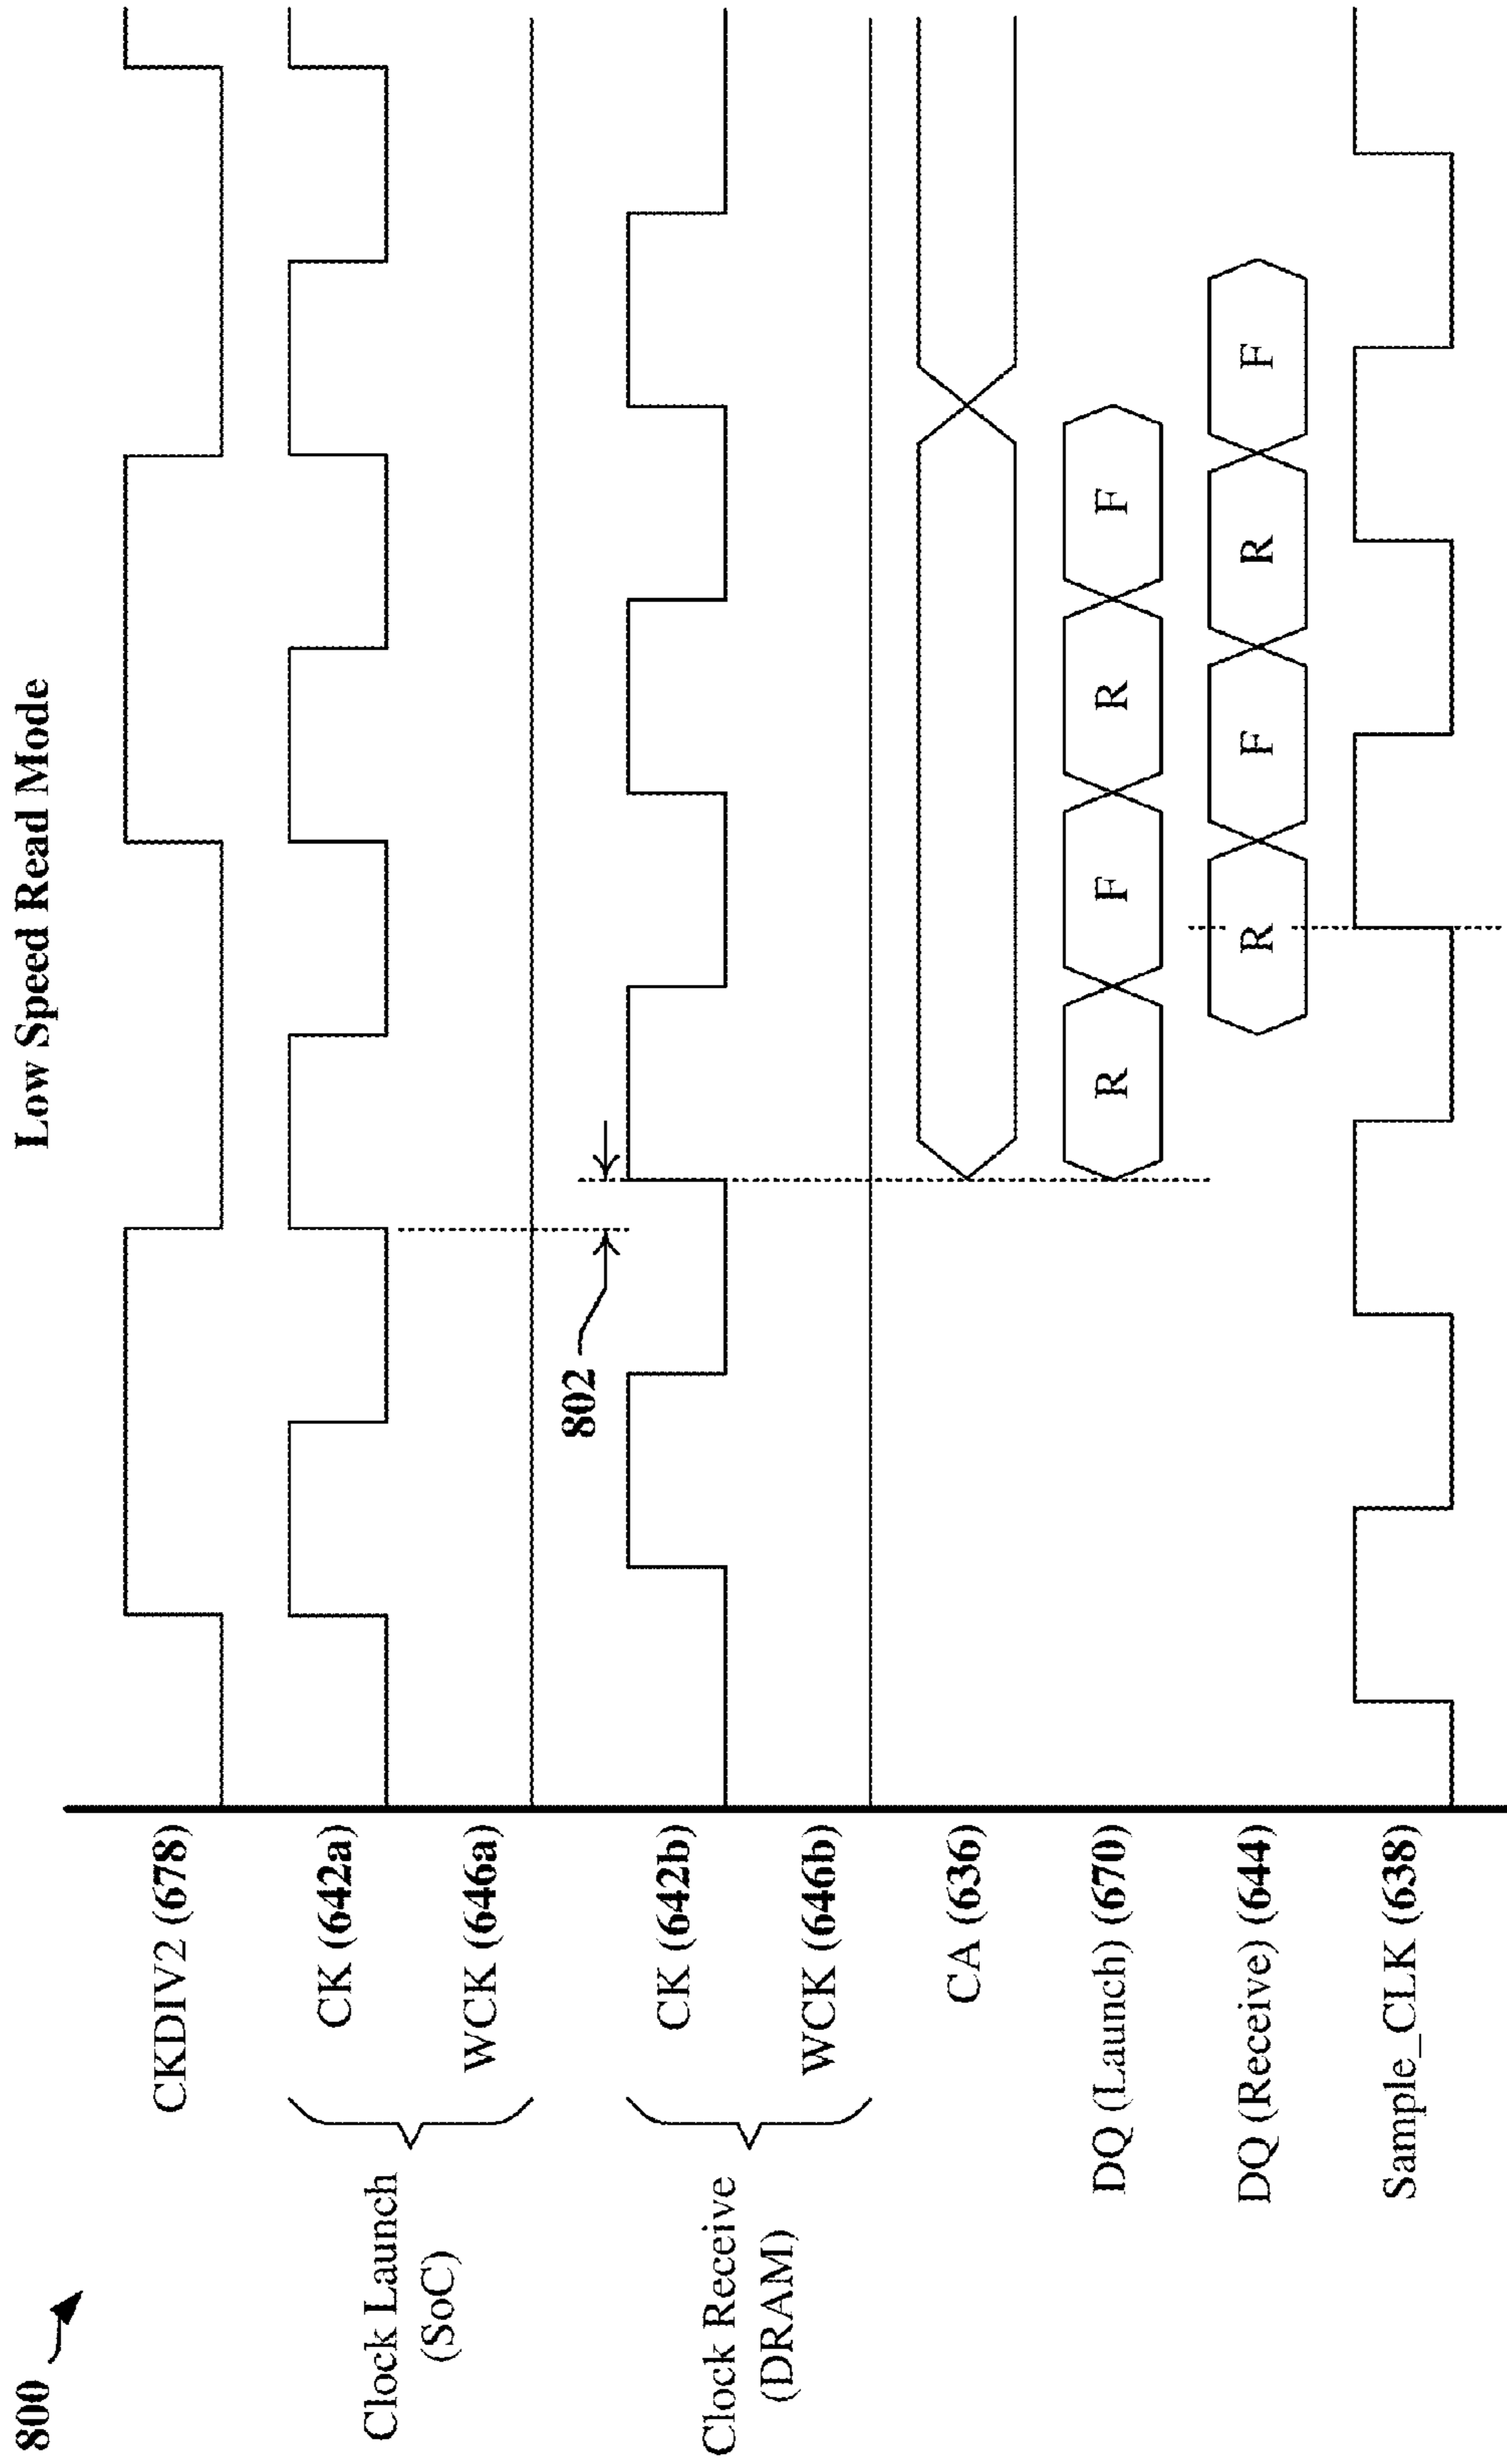 800
Low Speed Read Mode
CKDIV2 (678)
Clock Launch
(SoC)
CK (642a)
WCK (646a)
802
Clock Receive
(DRAM)
CK (642b)
WCK (646b)
CA (636)
DQ (Launch) (670)
R F R F
DQ (Receive) (644)
R F R F
Sample_CLK (638)